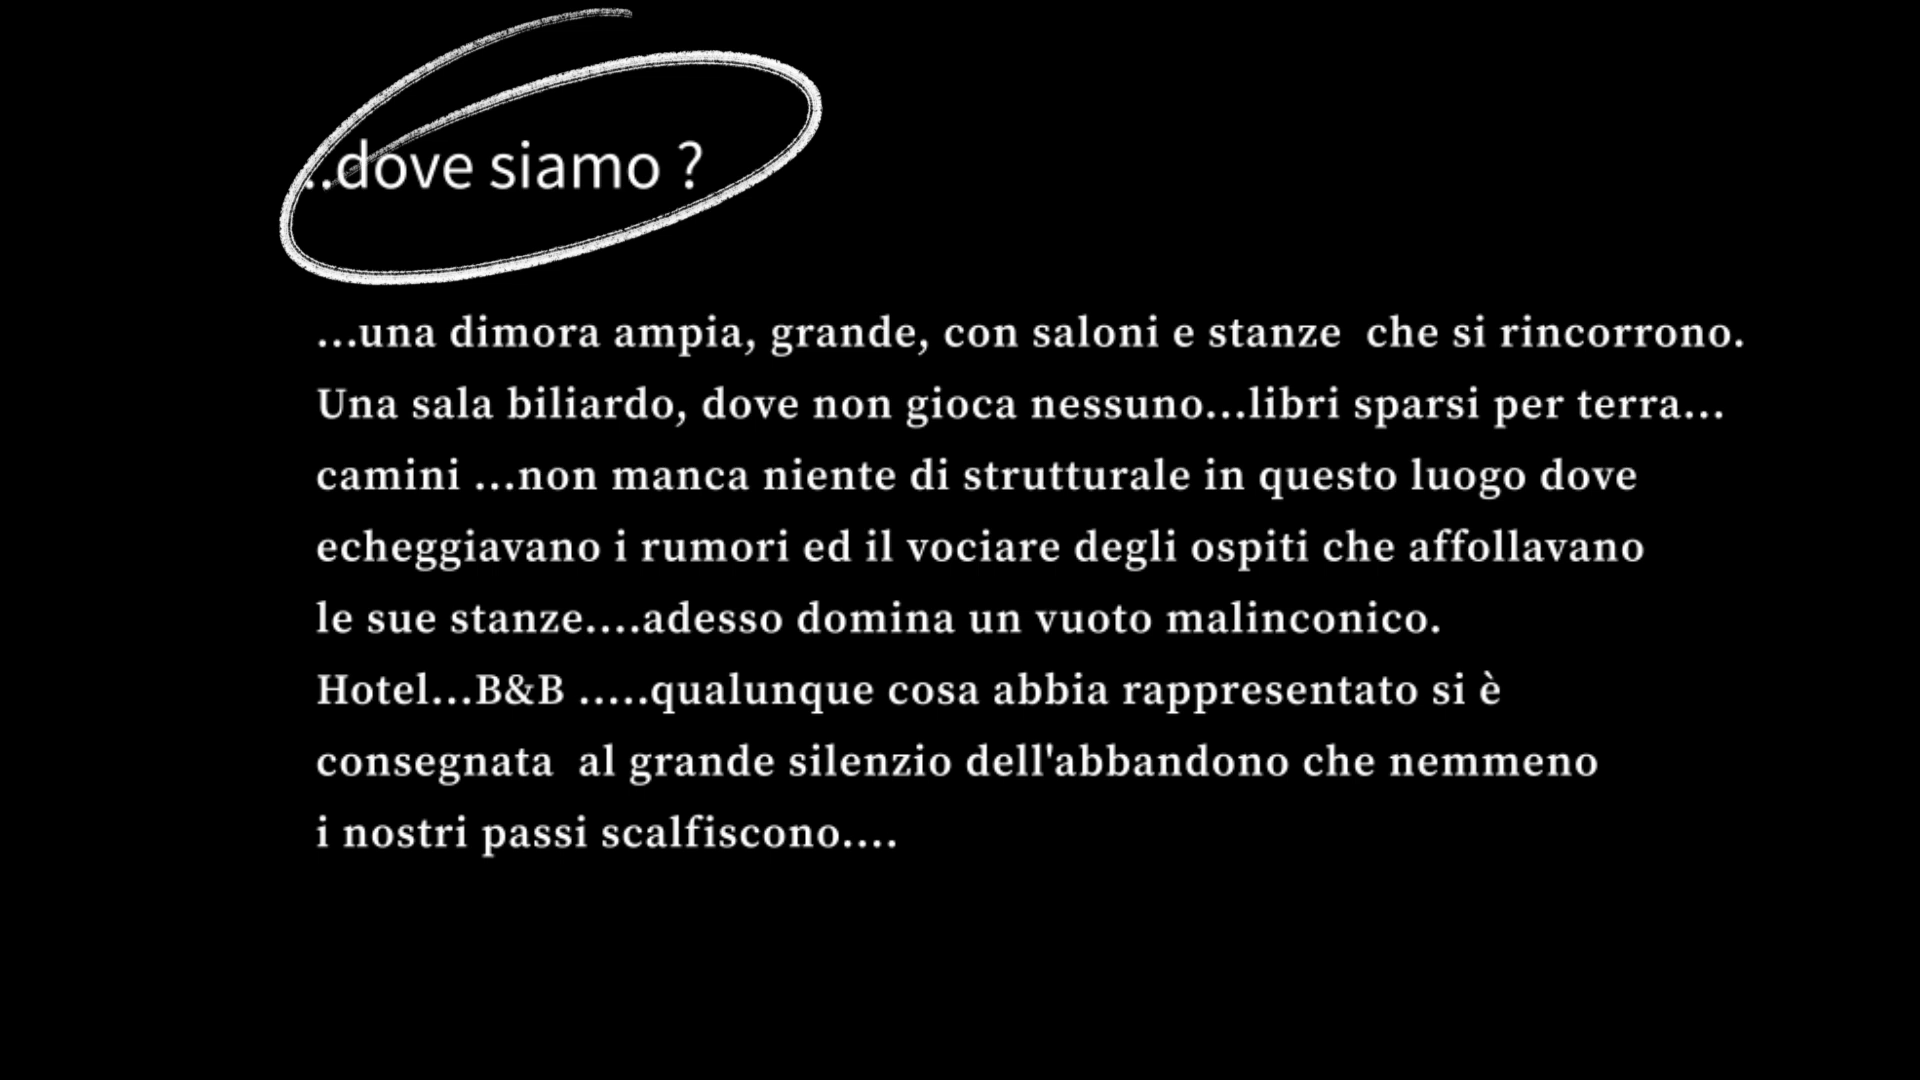 ..dove siamo ?
...una dimora ampia, grande, con saloni e stanze  che si rincorrono.
Una sala biliardo, dove non gioca nessuno...libri sparsi per terra...
camini ...non manca niente di strutturale in questo luogo dove
echeggiavano i rumori ed il vociare degli ospiti che affollavano
le sue stanze....adesso domina un vuoto malinconico.
Hotel...B&B .....qualunque cosa abbia rappresentato si è
consegnata  al grande silenzio dell'abbandono che nemmeno
i nostri passi scalfiscono....